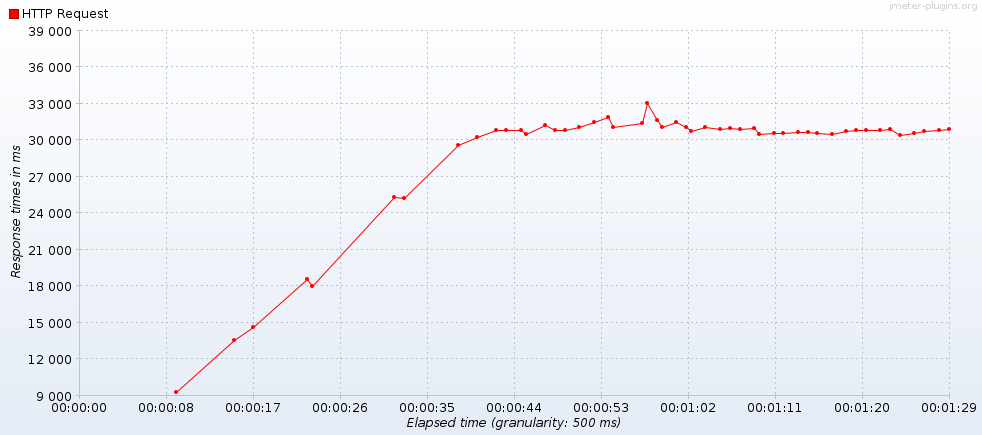 jmeter-plugins.org
HTTP Request
39 000
36 000
33 000
30 000
27 000
24 000
21 000
18 000
15 000
12 000
9 000
Response times in ms
00:00:00 00:00:08 00:00:17 00:00:26 00:00:35 00:00:44 00:00:53 00:01:02 00:01:11 00:01:20 00:01:29
Elapsed time (granularity: 500 ms)